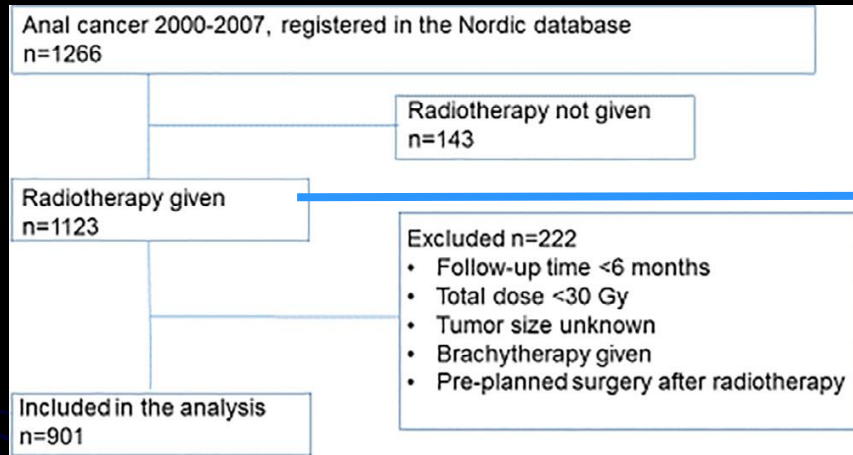 Anal cancer 2000-2007, registered in the Nordic database
n=1266
Radiotherapy not given
n=143
Radiotherapy given
n=1123
Excluded n=222
• Follow-up time <6 months
• Total dose <30 Gy
• Tumor size unknown
• Brachytherapy given
• Pre-planned surgery after radiotherapy
Included in the analysis
n=901